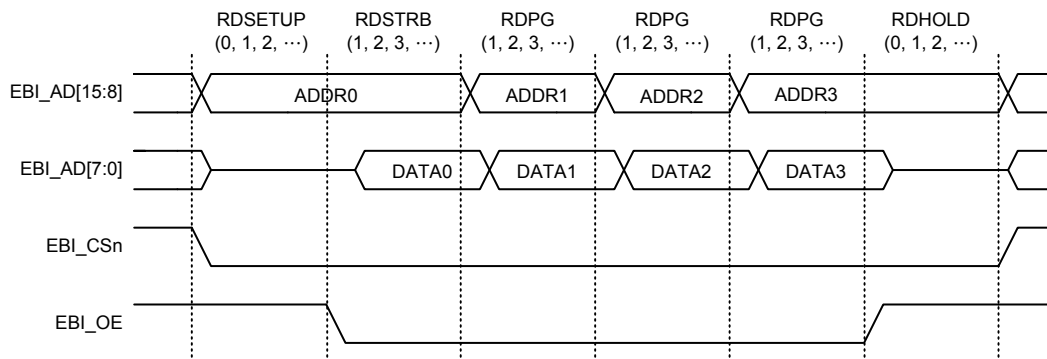 RDSETUP RDSTRB RDPG RDPG RDPG RDHOLD
(0, 1, 2, ⋯) (1, 2, 3, ⋯) (1, 2, 3, ⋯) (1, 2, 3, ⋯) (1, 2, 3, ⋯) (0, 1, 2, ⋯)
EBI_AD[15:8] ADDR0 ADDR1 ADDR2 ADDR3
EBI_AD[7:0] DATA0 DATA1 DATA2 DATA3
EBI_CSn
EBI_OE